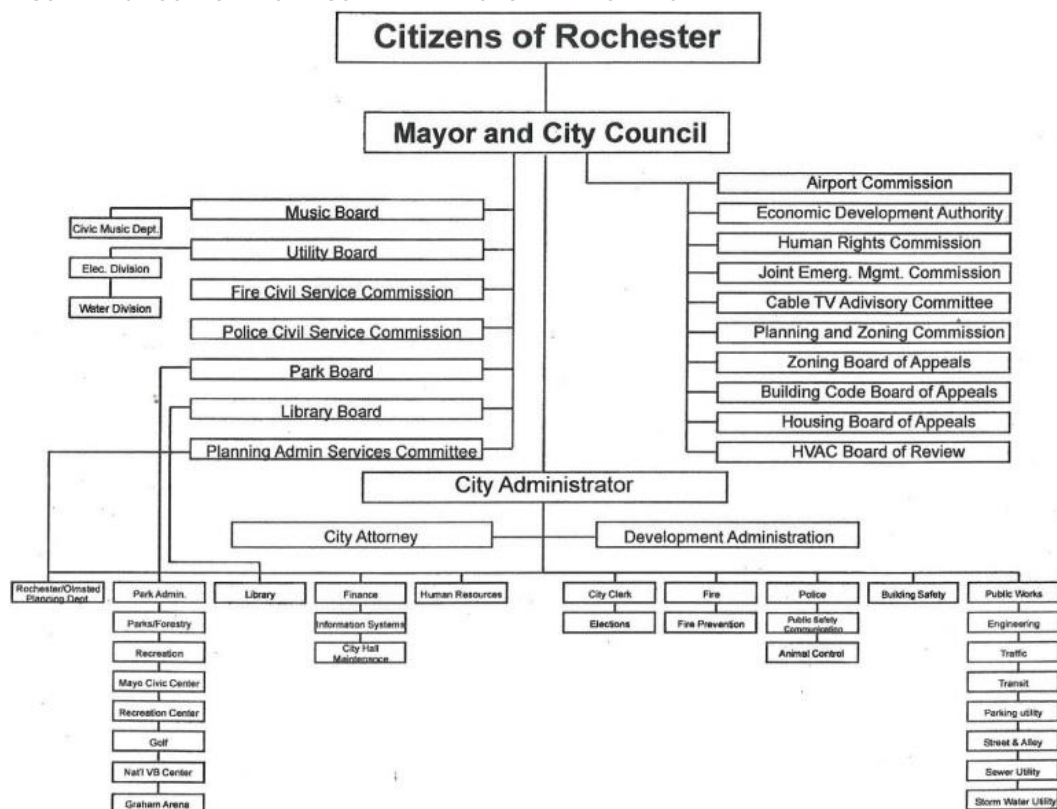 Citizens of Rochester
Mayor and City Council
Music Board
Civic Music Dept.
Utility Board
Elec. Division
Water Division
Fire Civil Service Commission
Police Civil Service Commission
Park Board
Library Board
Planning Admin Services Committee
Airport Commission
Economic Development Authority
Human Rights Commission
Joint Emerg. Mgmt. Commission
Cable TV Adivisory Committee
Planning and Zoning Commission
Zoning Board of Appeals
Building Code Board of Appeals
Housing Board of Appeals
HVAC Board of Review
City Administrator
City Attorney
Development Administration
Rochester/Olmsted
Planning Dept
Park Admin.
Parks/Forestry
Recreation
Mayo Civic Center
Recreation Center
Golf
Nat'l VB Center
Graham Arena
Library
Finance
Information Systems
City Hall
Maintenance
Human Resources
City Clerk
Elections
Fire
Fire Prevention
Police
Public Safety
Communication
Animal Control
Building Safety
Public Works
Engineering
Traffic
Transit
Parking utility
Street & Alley
Sewer Utility
Storm Water Utility